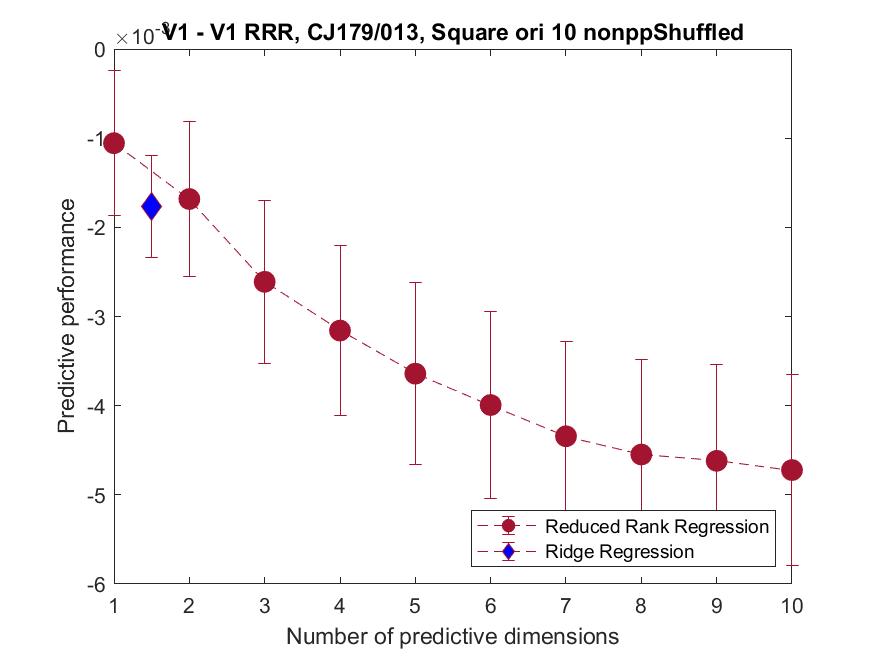 ×10⁻³
V1 - V1 RRR, CJ179/013, Square ori 10 nonppShuffled
0
-1
-2
-3
-4
-5
-6
Predictive performance
Reduced Rank Regression
Ridge Regression
1 2 3 4 5 6 7 8 9 10
Number of predictive dimensions